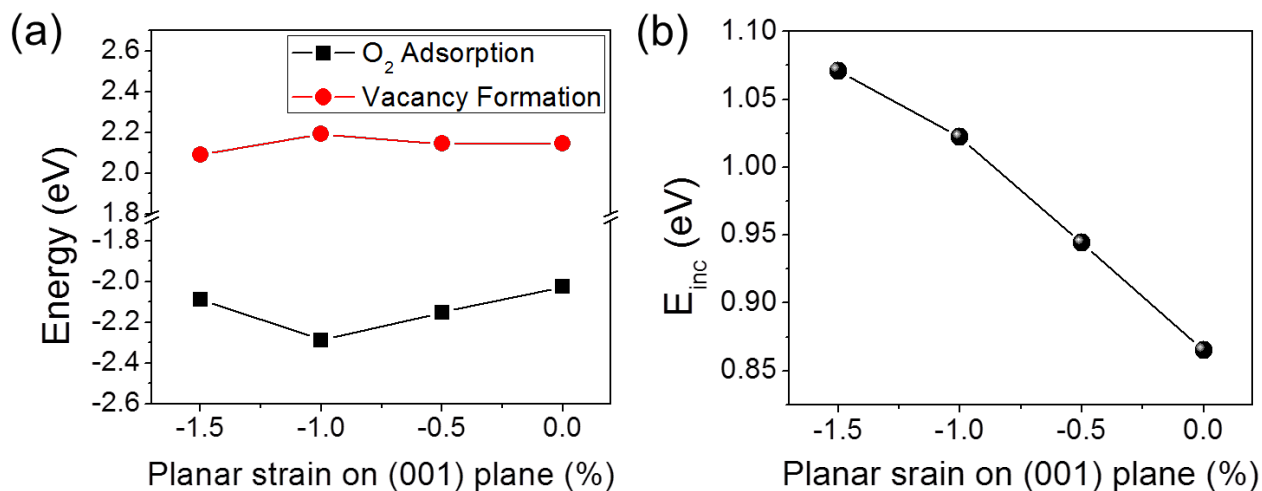 (a)
Energy (eV)
2.6
2.4
2.2
2.0
1.8
-1.8
-2.0
-2.2
-2.4
-2.6
O2 Adsorption
Vacancy Formation
-1.5 -1.0 -0.5 0.0
Planar strain on (001) plane (%)
(b)
Einc (eV)
1.10
1.05
1.00
0.95
0.90
0.85
-1.5 -1.0 -0.5 0.0
Planar srain on (001) plane (%)